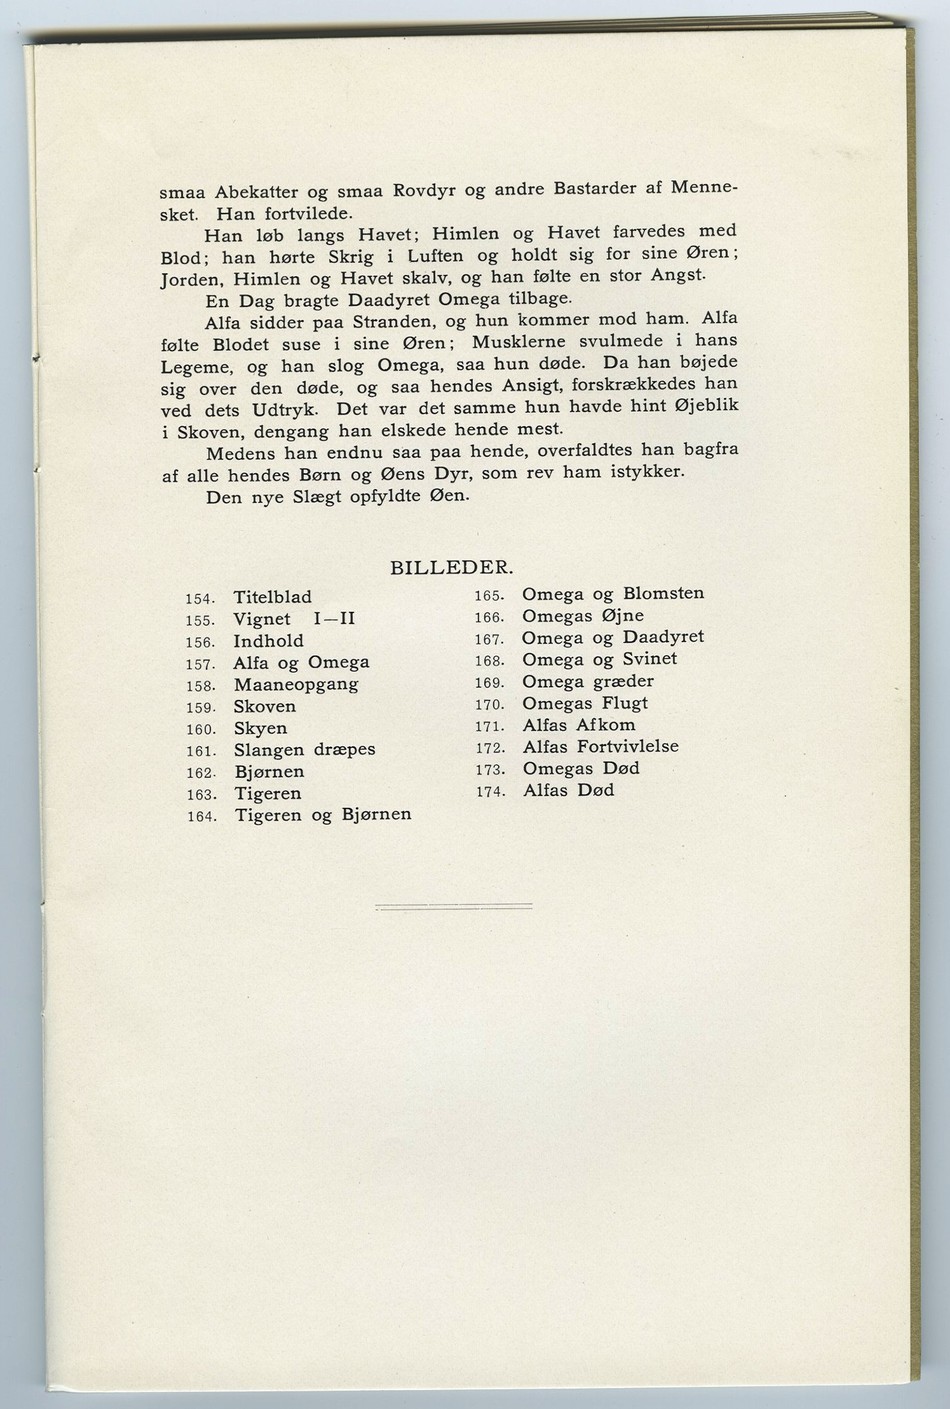 smaa Abekatter og smaa Rovdyr og andre Bastarder af Menne-
sket. Han fortvilede.
Han løb langs Havet; Himlen og Havet farvedes med
Blod; han hørte Skrig i Luften og holdt sig for sine Øren;
Jorden, Himlen og Havet skalv, og han følte en stor Angst.
En Dag bragte Daadyret Omega tilbage.
Alfa sidder paa Stranden, og hun kommer mod ham. Alfa
følte Blodet suse i sine Øren; Musklerne svulmede i hans
Legeme, og han slog Omega, saa hun døde. Da han bøjede
sig over den døde, og saa hendes Ansigt, forskrækkedes han
ved dets Udtryk. Det var det samme hun havde hint Øjeblik
i Skoven, dengang han elskede hende mest.
Medens han endnu saa paa hende, overfaldtes han bagfra
af alle hendes Børn og Øens Dyr, som rev ham istykker.
Den nye Slægt opfyldte Øen.
BILLEDER.
154. Titelblad
155. Vignet I—II
156. Indhold
157. Alfa og Omega
158. Maaneopgang
159. Skoven
160. Skyen
161. Slangen dræpes
162. Bjørnen
163. Tigeren
164. Tigeren og Bjørnen
165. Omega og Blomsten
166. Omegas Øjne
167. Omega og Daadyret
168. Omega og Svinet
169. Omega græder
170. Omegas Flugt
171. Alfas Afkom
172. Alfas Fortvivlelse
173. Omegas Død
174. Alfas Død